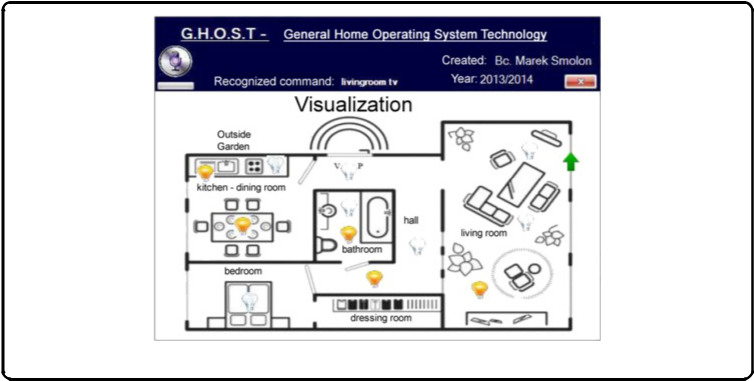 G.H.O.S.T - General Home Operating System Technology
Created: Bc. Marek Smolon
Recognized command: livingroom tv
Year: 2013/2014
x
Visualization
Outside
Garden
V P
kitchen - dining room
hall
living room
bathroom
bedroom
dressing room